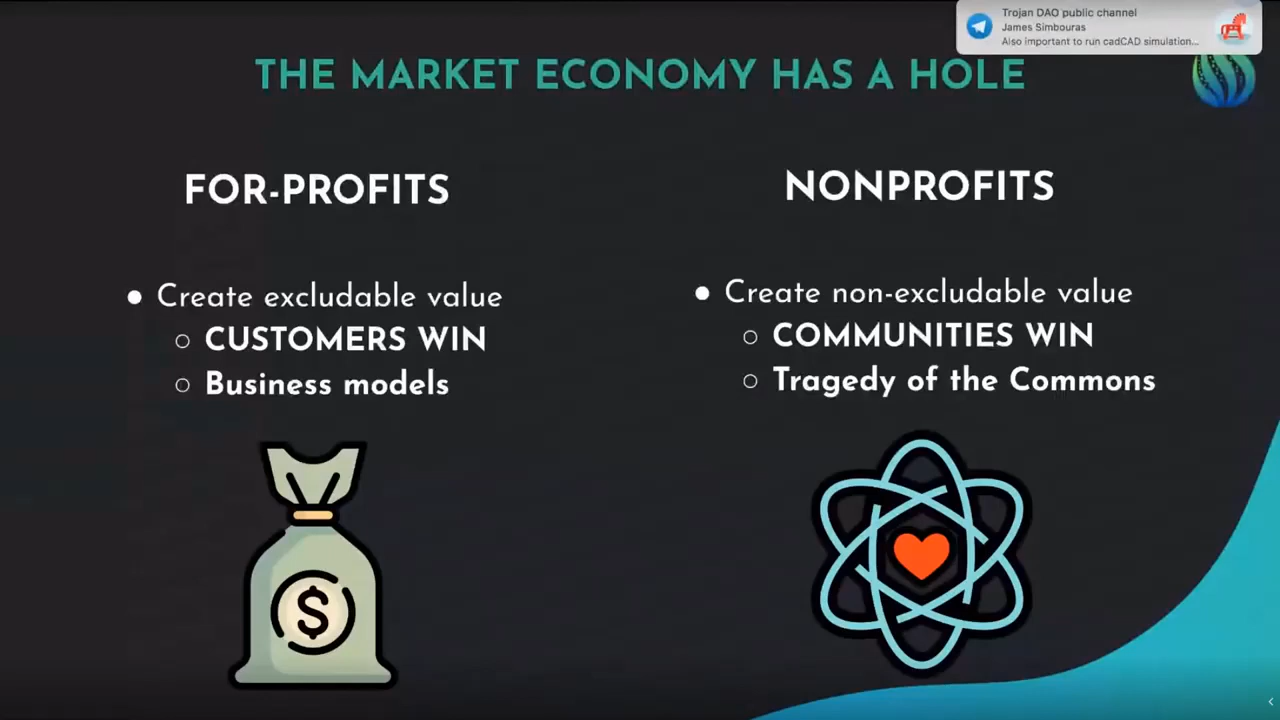 Trojan DAO public channel
James Simbouras
Also important to run cadCAD simulation...
THE MARKET ECONOMY HAS A HOLE
FOR-PROFITS
● Create excludable value
○ CUSTOMERS WIN
○ Business models
$
NONPROFITS
● Create non-excludable value
○ COMMUNITIES WIN
○ Tragedy of the Commons